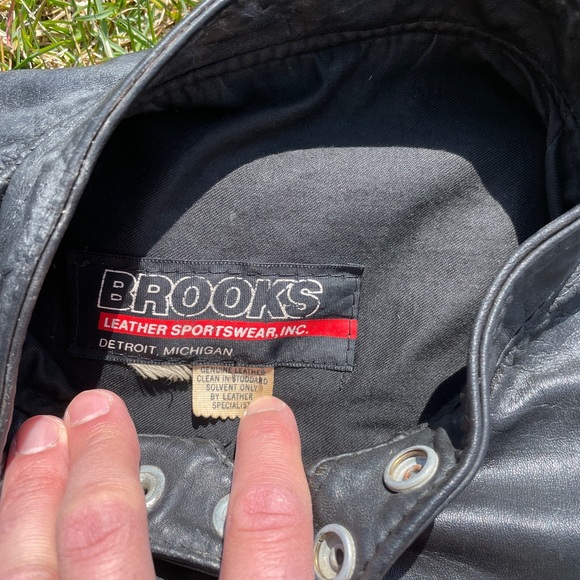 BROOKS
LEATHER SPORTSWEAR, INC.
DETROIT, MICHIGAN
GENUINE LEATHER
CLEAN IN STODDARD
SOLVENT ONLY
BY LEATHER
SPECIALIST